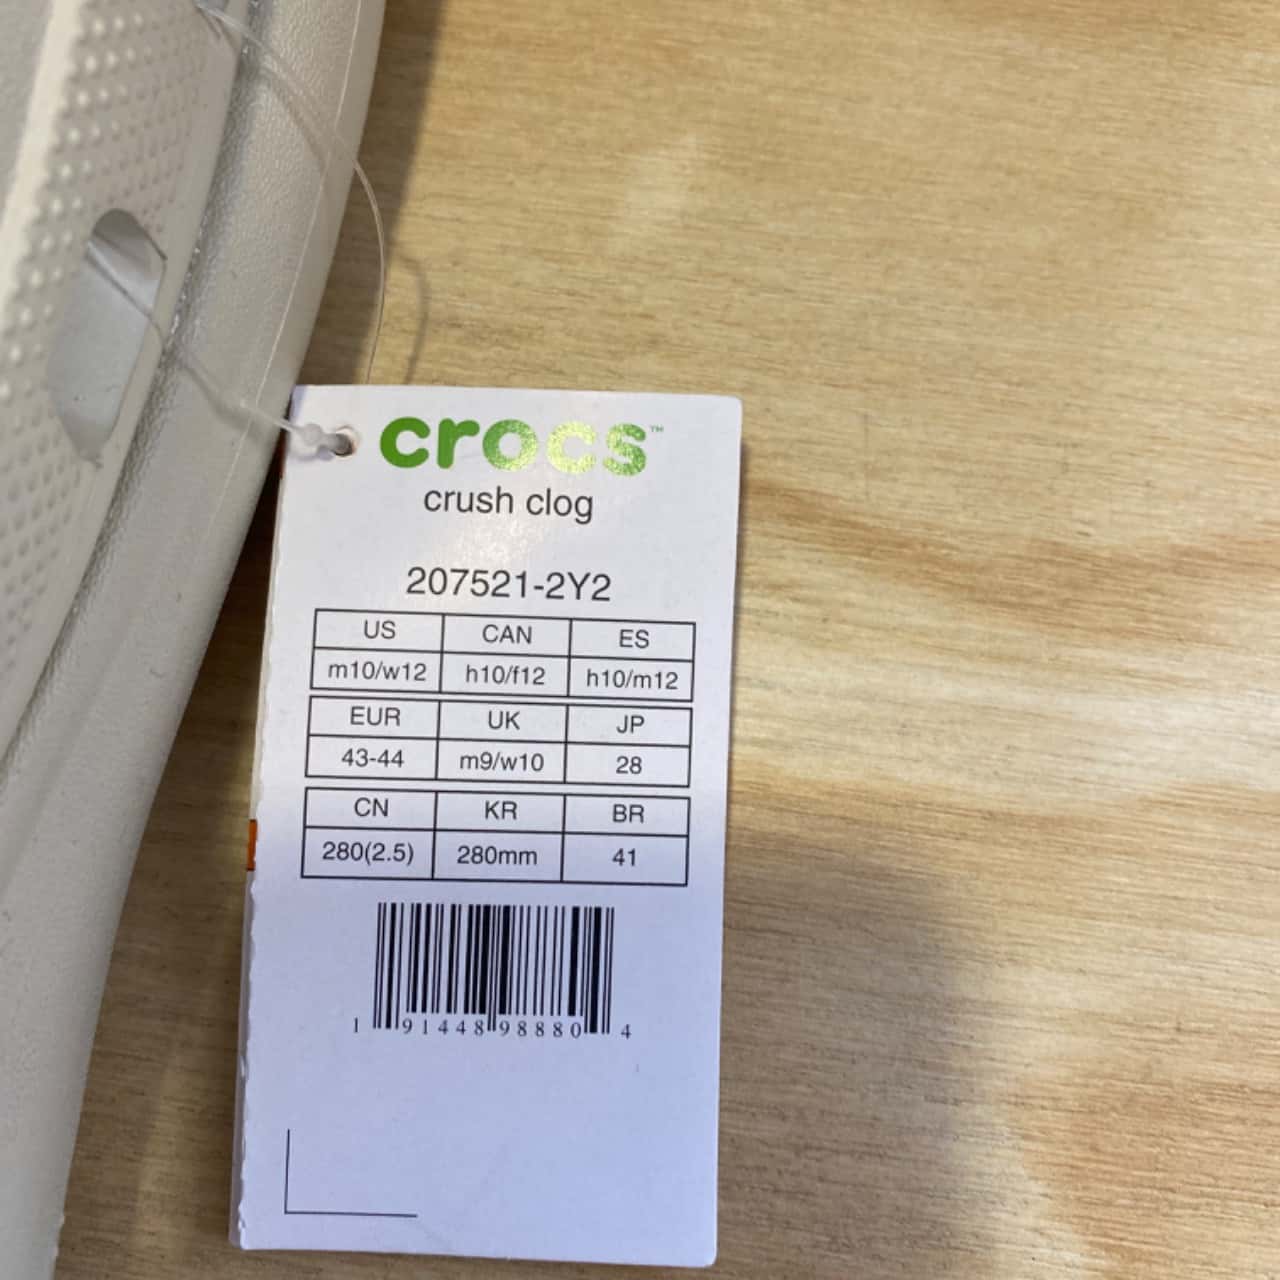 crocs™
crush clog
207521-2Y2
US CAN ES
m10/w12 h10/f12 h10/m12
EUR UK JP
43-44 m9/w10 28
CN KR BR
280(2.5) 280mm 41
1 91448 98880 4